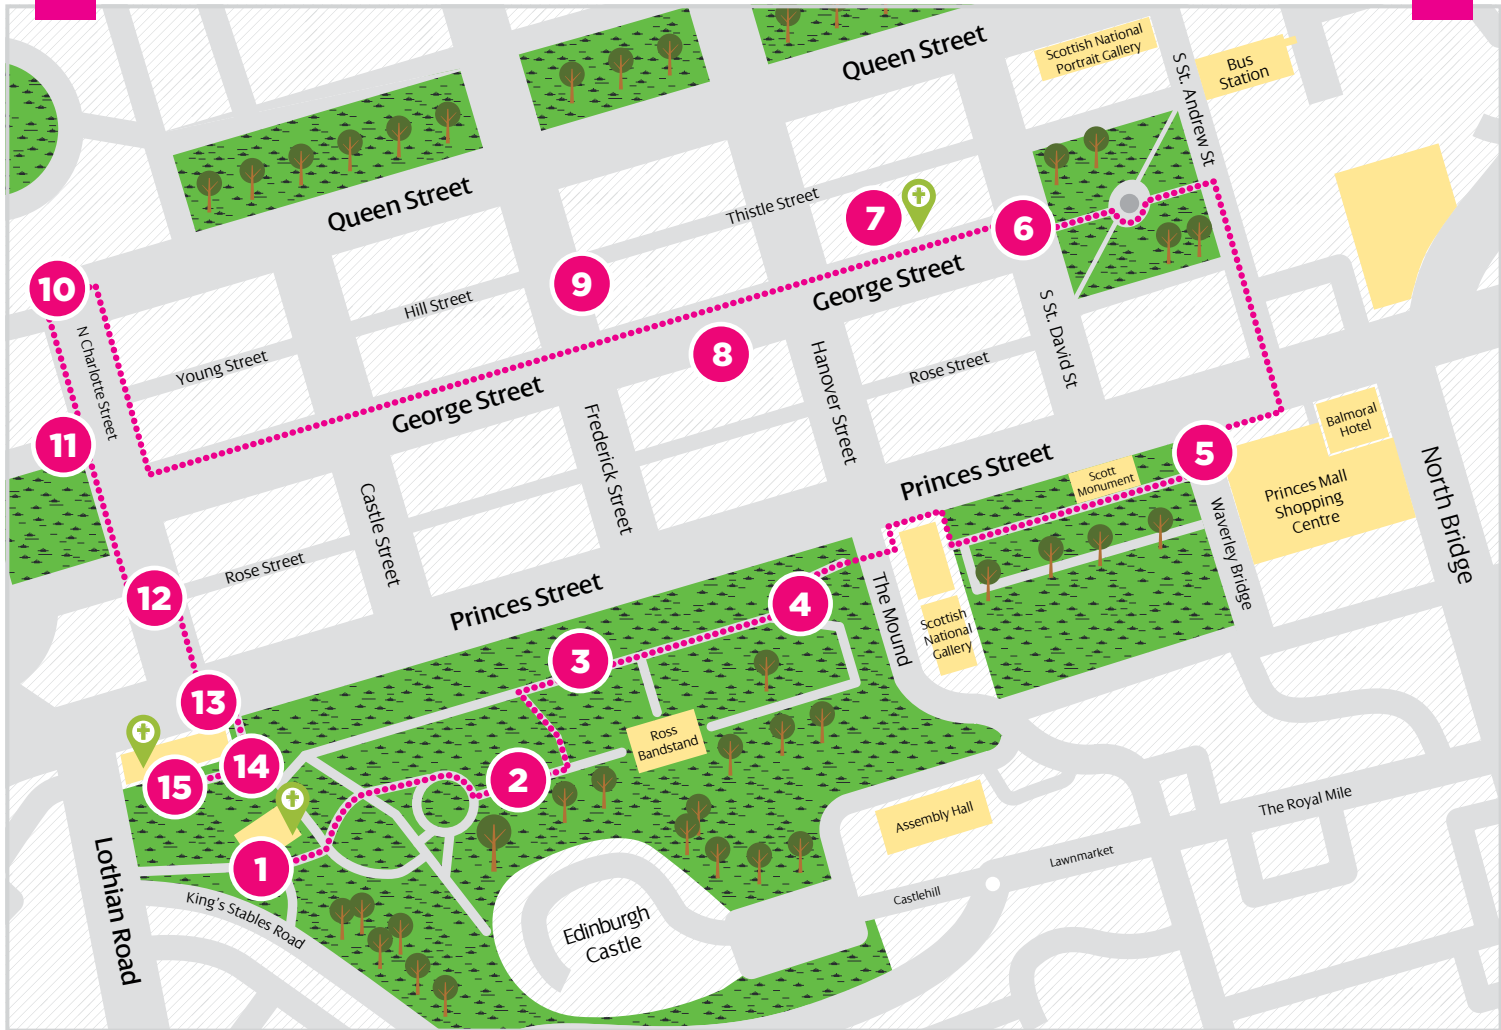 Queen Street
Scottish National
Portrait Gallery
S St. Andrew St
Bus
Station
Queen Street
Thistle Street
7
6
George Street
10
9
Hill Street
N Charlotte Street
Young Street
8
George Street
S St. David St
Hanover Street
Rose Street
Frederick Street
Castle Street
11
Princes Street
5
Balmoral
Hotel
Scott
Monument
Princes Mall
Shopping
Centre
North Bridge
Waverley Bridge
Rose Street
12
Princes Street
4
The Mound
Scottish
National
Gallery
3
13
Ross
Bandstand
14
15
2
1
Assembly Hall
The Royal Mile
Lawnmarket
Castlehill
Lothian Road
King's Stables Road
Edinburgh
Castle